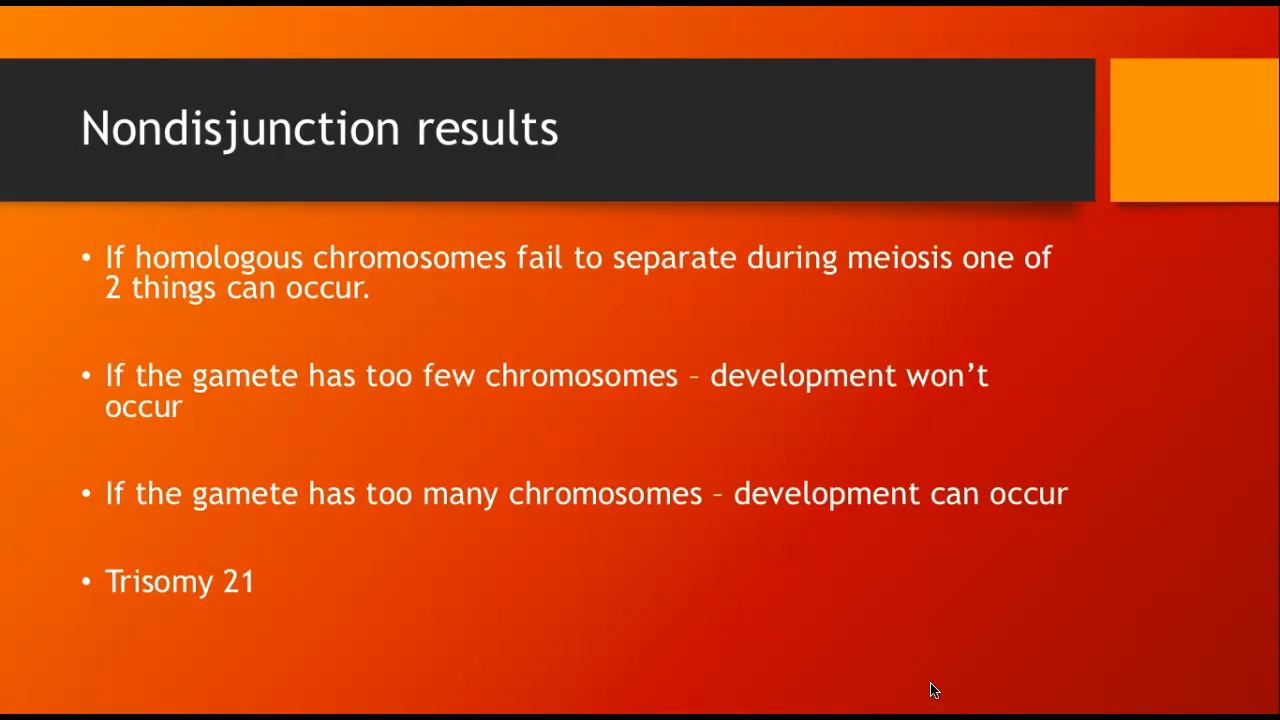 Nondisjunction results
• If homologous chromosomes fail to separate during meiosis one of
2 things can occur.
• If the gamete has too few chromosomes – development won’t
occur
• If the gamete has too many chromosomes – development can occur
• Trisomy 21